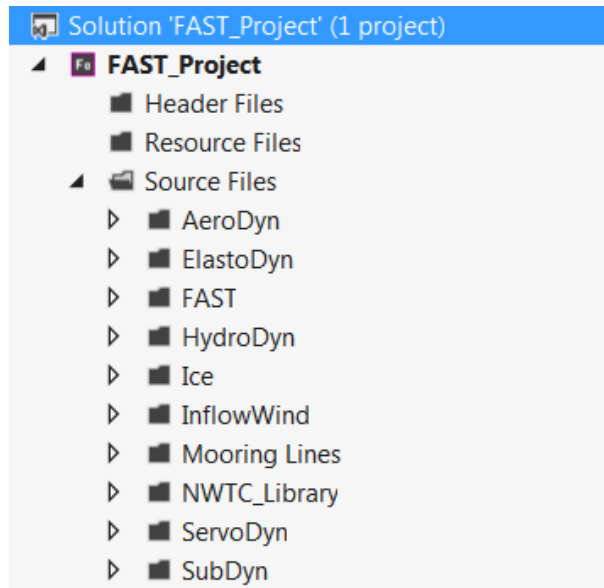 Solution 'FAST_Project' (1 project)
Fo FAST_Project
Header Files
Resource Files
Source Files
AeroDyn
ElastoDyn
FAST
HydroDyn
Ice
InflowWind
Mooring Lines
NWTC_Library
ServoDyn
SubDyn